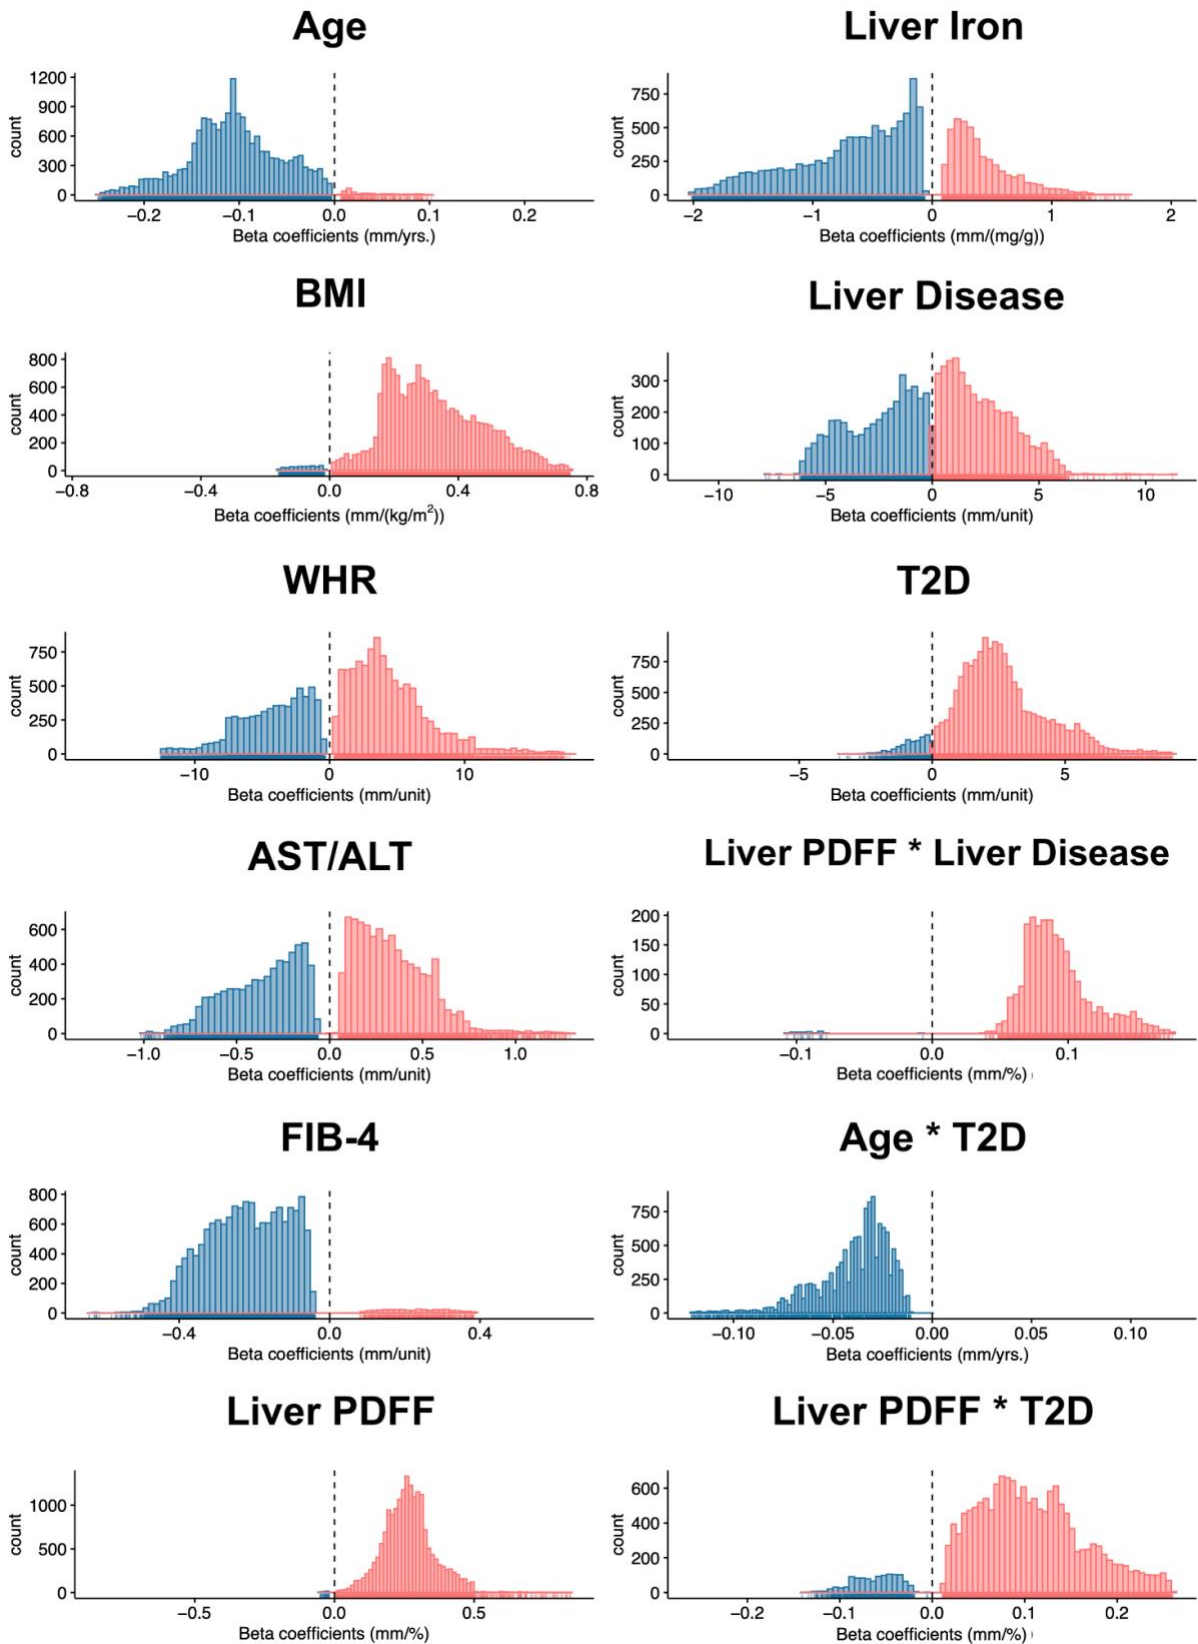 Age
1200
900
600
300
0
count
−0.2 −0.1 0.0 0.1 0.2
Beta coefficients (mm/yrs.)
Liver Iron
750
500
250
0
count
−2 −1 0 1 2
Beta coefficients (mm/(mg/g))
BMI
800
600
400
200
0
count
−0.8 −0.4 0.0 0.4 0.8
Beta coefficients (mm/(kg/m²))
Liver Disease
300
200
100
0
count
−10 −5 0 5 10
Beta coefficients (mm/unit)
WHR
750
500
250
0
count
−10 0 10
Beta coefficients (mm/unit)
T2D
750
500
250
0
count
−5 0 5
Beta coefficients (mm/unit)
AST/ALT
600
400
200
0
count
−1.0 −0.5 0.0 0.5 1.0
Beta coefficients (mm/unit)
Liver PDFF * Liver Disease
200
150
100
50
0
count
−0.1 0.0 0.1
Beta coefficients (mm/%)
FIB-4
800
600
400
200
0
count
−0.4 0.0 0.4
Beta coefficients (mm/unit)
Age * T2D
750
500
250
0
count
−0.10 −0.05 0.00 0.05 0.10
Beta coefficients (mm/yrs.)
Liver PDFF
1000
500
0
count
−0.5 0.0 0.5
Beta coefficients (mm/%)
Liver PDFF * T2D
600
400
200
0
count
−0.2 −0.1 0.0 0.1 0.2
Beta coefficients (mm/%)